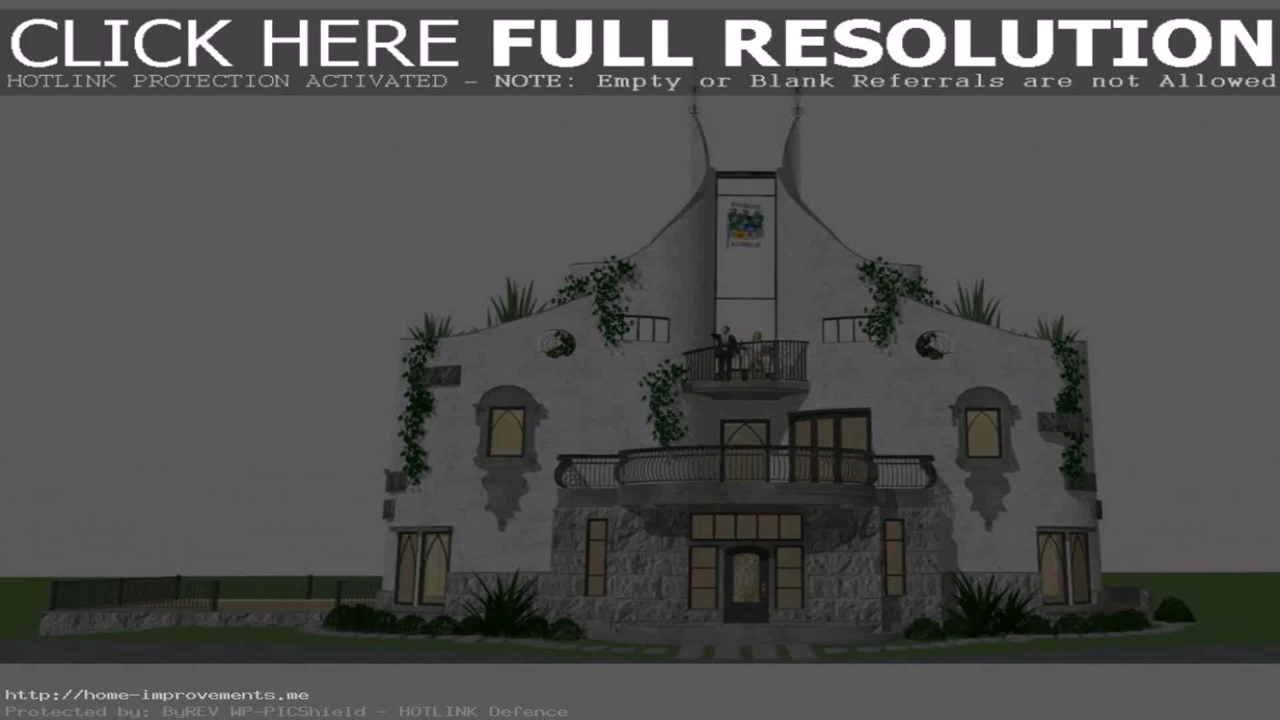 CLICK HERE FULL RESOLUTION
HOTLINK PROTECTION ACTIVATED - NOTE: Empty or Blank Referrals are not Allowed
http://home-improvements.me
Protected by: ByREV WP-PICShield - HOTLINK Defence